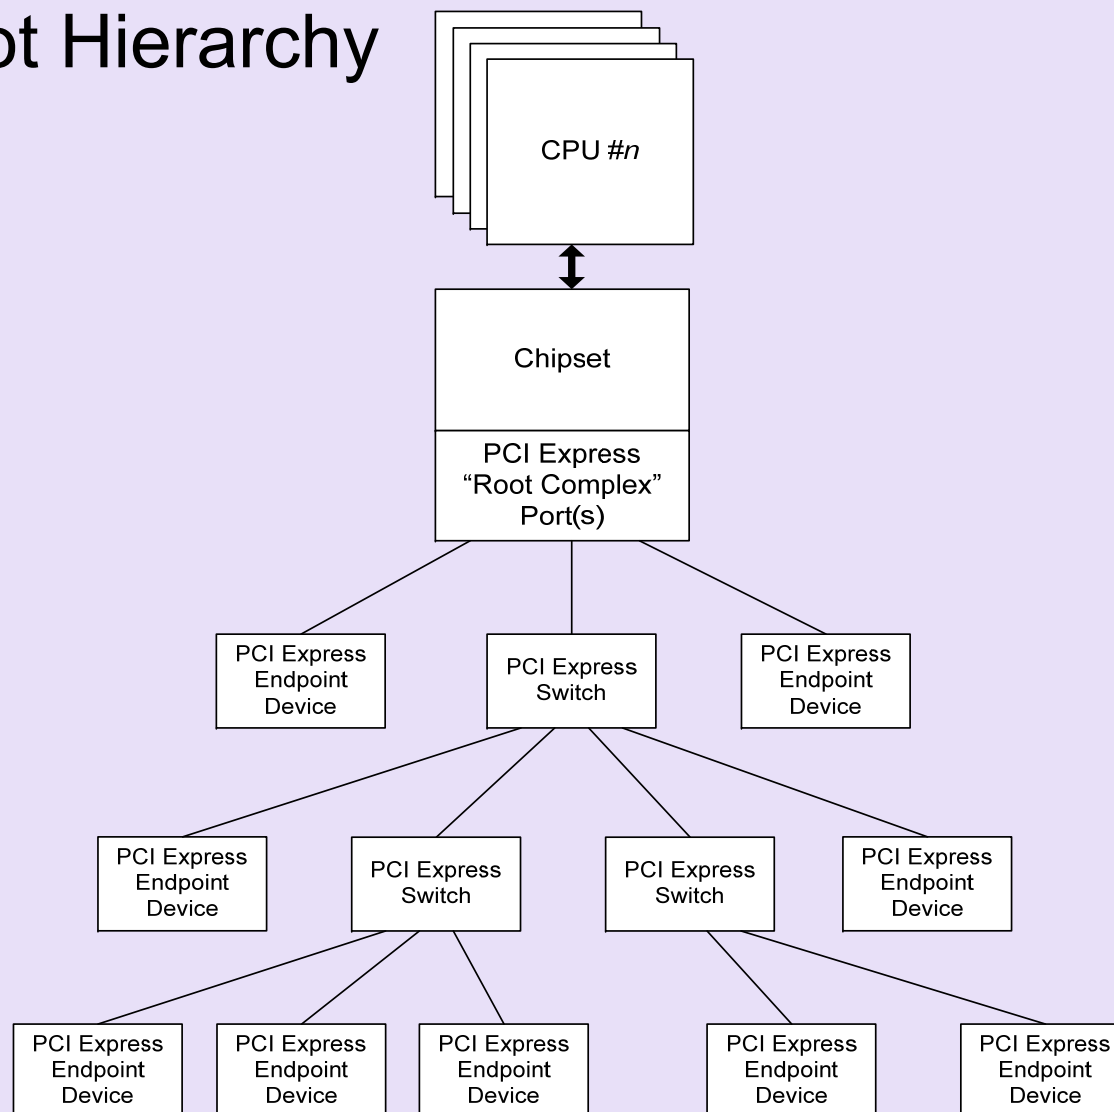 ot Hierarchy
CPU #n
Chipset
PCI Express
“Root Complex”
Port(s)
PCI Express
Endpoint
Device
PCI Express
Switch
PCI Express
Endpoint
Device
PCI Express
Endpoint
Device
PCI Express
Switch
PCI Express
Switch
PCI Express
Endpoint
Device
PCI Express
Endpoint
Device
PCI Express
Endpoint
Device
PCI Express
Endpoint
Device
PCI Express
Endpoint
Device
PCI Express
Endpoint
Device